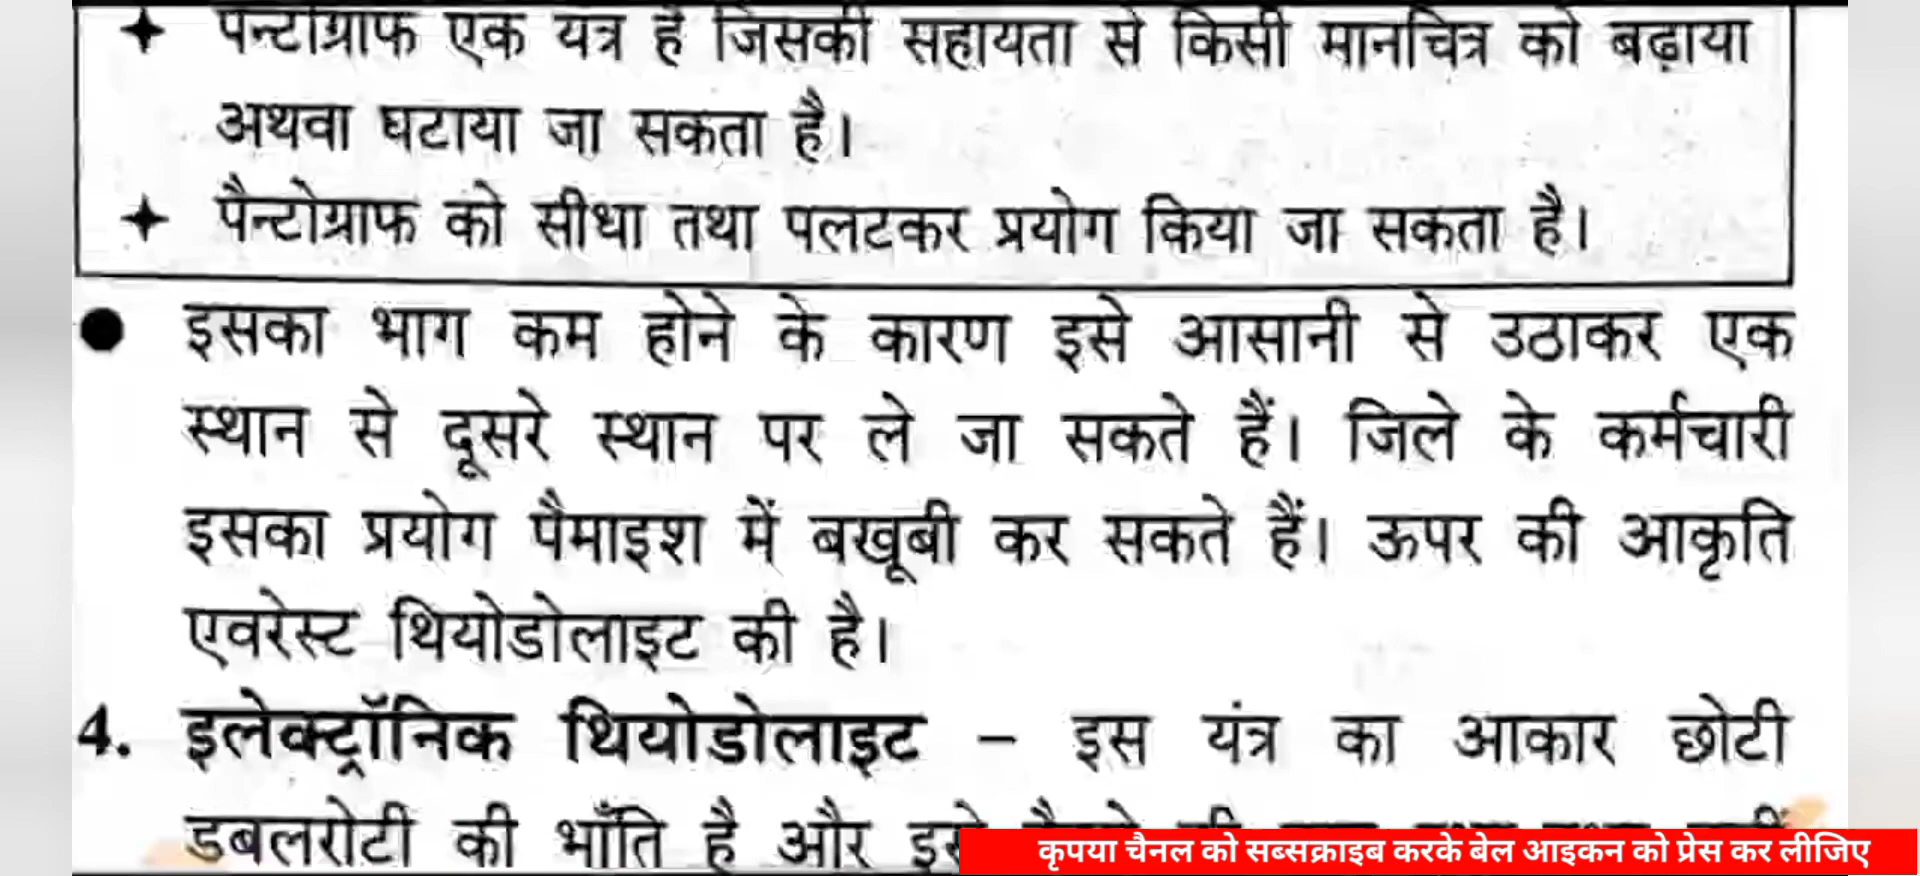 ✦ पैन्टोग्राफ एक यंत्र है जिसकी सहायता से किसी मानचित्र को बढ़ाया
अथवा घटाया जा सकता है।
✦ पैन्टोग्राफ को सीधा तथा पलटकर प्रयोग किया जा सकता है।
● इसका भाग कम होने के कारण इसे आसानी से उठाकर एक
स्थान से दूसरे स्थान पर ले जा सकते हैं। जिले के कर्मचारी
इसका प्रयोग पैमाइश में बखूबी कर सकते हैं। ऊपर की आकृति
एवरेस्ट थियोडोलाइट की है।
4. इलेक्ट्रॉनिक थियोडोलाइट – इस यंत्र का आकार छोटी
डबलरोटी की भाँति है और
कृपया चैनल को सब्सक्राइब करके बेल आइकन को प्रेस कर लीजिए